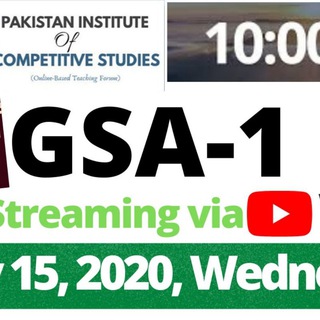 PAKISTAN INSTITUTE
Of
COMPETITIVE STUDIES
(Online-Based Teaching Forum)
10:00
GSA-1
Streaming via
15, 2020, Wedne